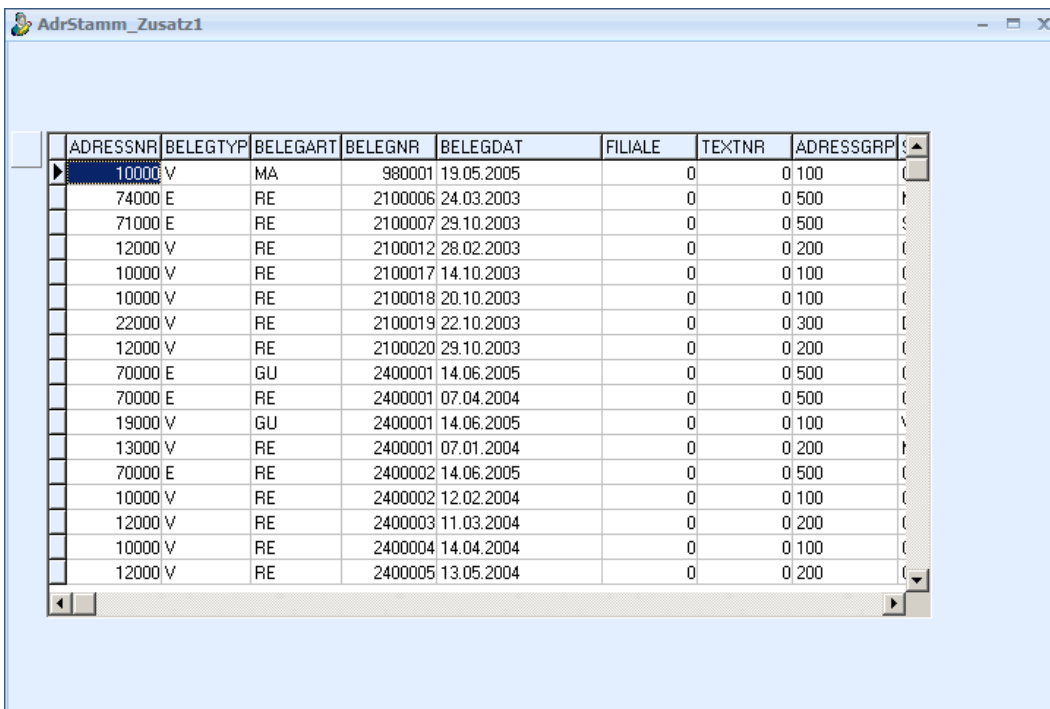 AdrStamm_Zusatz1
ADRESSNR BELEGTYP BELEGART BELEGNR BELEGDAT FILIALE TEXTNR ADRESSGRP
10000 V MA 980001 19.05.2005 0 0 100
74000 E RE 2100006 24.03.2003 0 0 500
71000 E RE 2100007 29.10.2003 0 0 500
12000 V RE 2100012 28.02.2003 0 0 200
10000 V RE 2100017 14.10.2003 0 0 100
10000 V RE 2100018 20.10.2003 0 0 100
22000 V RE 2100019 22.10.2003 0 0 300
12000 V RE 2100020 29.10.2003 0 0 200
70000 E GU 2400001 14.06.2005 0 0 500
70000 E RE 2400001 07.04.2004 0 0 500
19000 V GU 2400001 14.06.2005 0 0 100
13000 V RE 2400001 07.01.2004 0 0 200
70000 E RE 2400002 14.06.2005 0 0 500
10000 V RE 2400002 12.02.2004 0 0 100
12000 V RE 2400003 11.03.2004 0 0 200
10000 V RE 2400004 14.04.2004 0 0 100
12000 V RE 2400005 13.05.2004 0 0 200